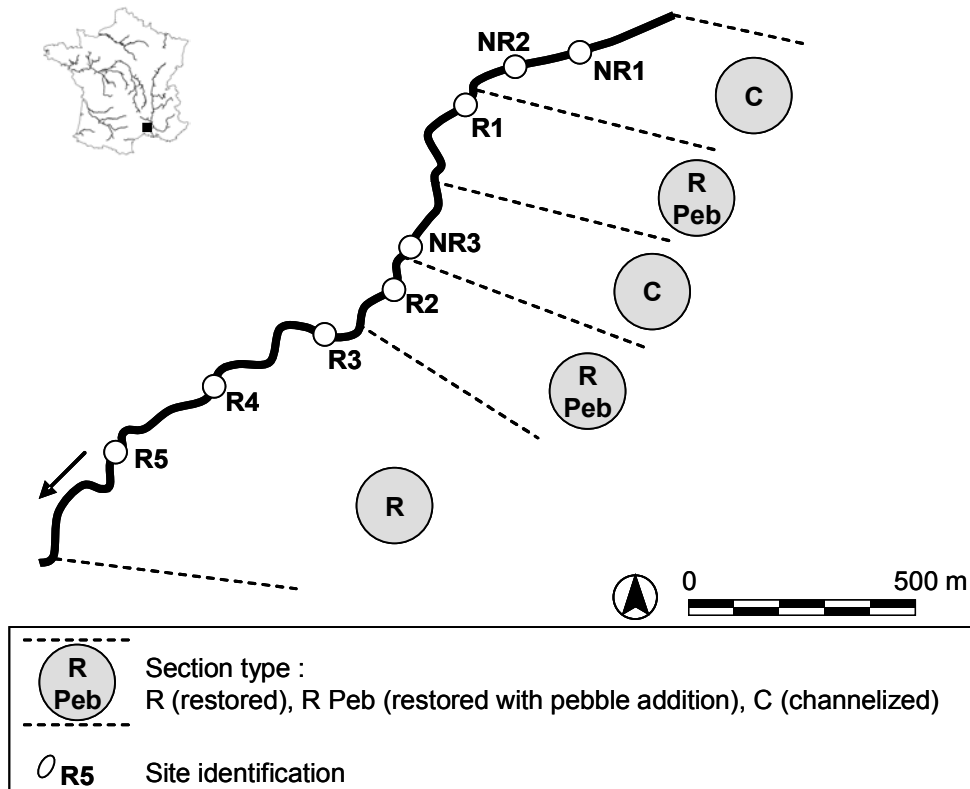 NR2
NR1
C
R1
R
Peb
NR3
C
R2
R3
R
Peb
R4
R5
R
0 500 m
R
Peb
Section type :
R (restored), R Peb (restored with pebble addition), C (channelized)
R5 Site identification